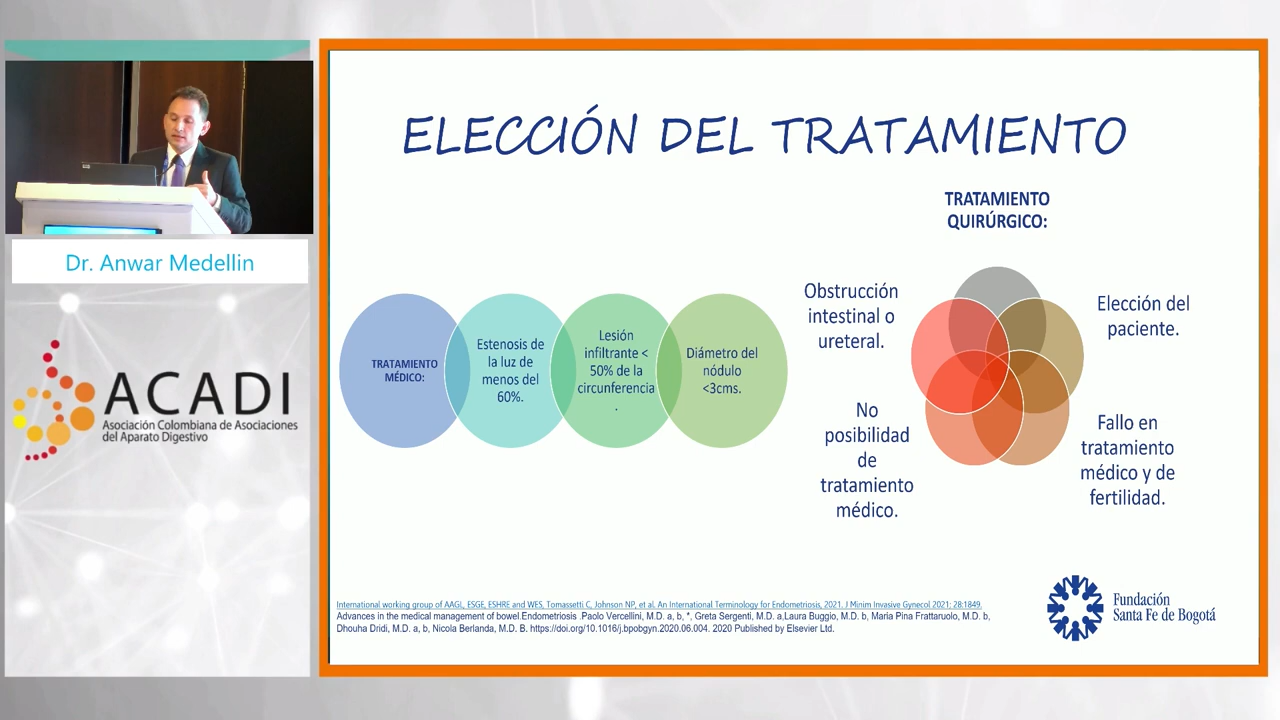 ELECCIÓN DEL TRATAMIENTO
TRATAMIENTO
QUIRÚRGICO:
Dr. Anwar Medellin
ACADI
Asociación Colombiana de Asociaciones
del Aparato Digestivo
TRATAMIENTO
MÉDICO:
Estenosis de
la luz de
menos del
60%.
Lesión
infiltrante <
50% de la
circunferencia
.
Diámetro del
nódulo
<3cms.
Obstrucción
intestinal o
ureteral.
Elección del
paciente.
No
posibilidad
de
tratamiento
médico.
Fallo en
tratamiento
médico y de
fertilidad.
International working group of AAGL, ESGE, ESHRE and WES, Tomassetti C, Johnson NP, et al. An International Terminology for Endometriosis, 2021. J Minim Invasive Gynecol 2021; 28:1849.
Advances in the medical management of bowel.Endometriosis .Paolo Vercellini, M.D. a, b, *, Greta Sergenti, M.D. a,Laura Buggio, M.D. b, Maria Pina Frattaruolo, M.D. b,
Dhouha Dridi, M.D. a, b, Nicola Berlanda, M.D. B. https://doi.org/10.1016/j.bpobgyn.2020.06.004. 2020 Published by Elsevier Ltd.
Fundación
Santa Fe de Bogotá